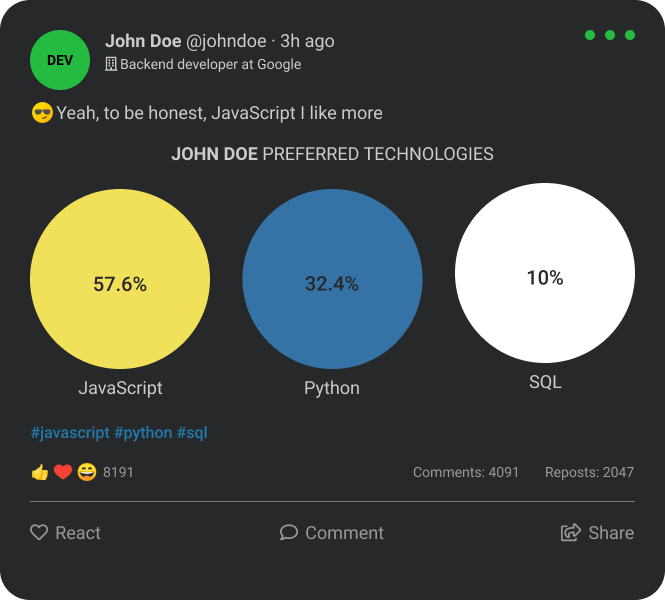 DEV
John Doe @johndoe · 3h ago
Backend developer at Google
😎Yeah, to be honest, JavaScript I like more
JOHN DOE PREFERRED TECHNOLOGIES
57.6% 32.4% 10%
JavaScript Python SQL
#javascript #python #sql
👍❤️😄 8191 Comments: 4091 Reposts: 2047
React Comment Share